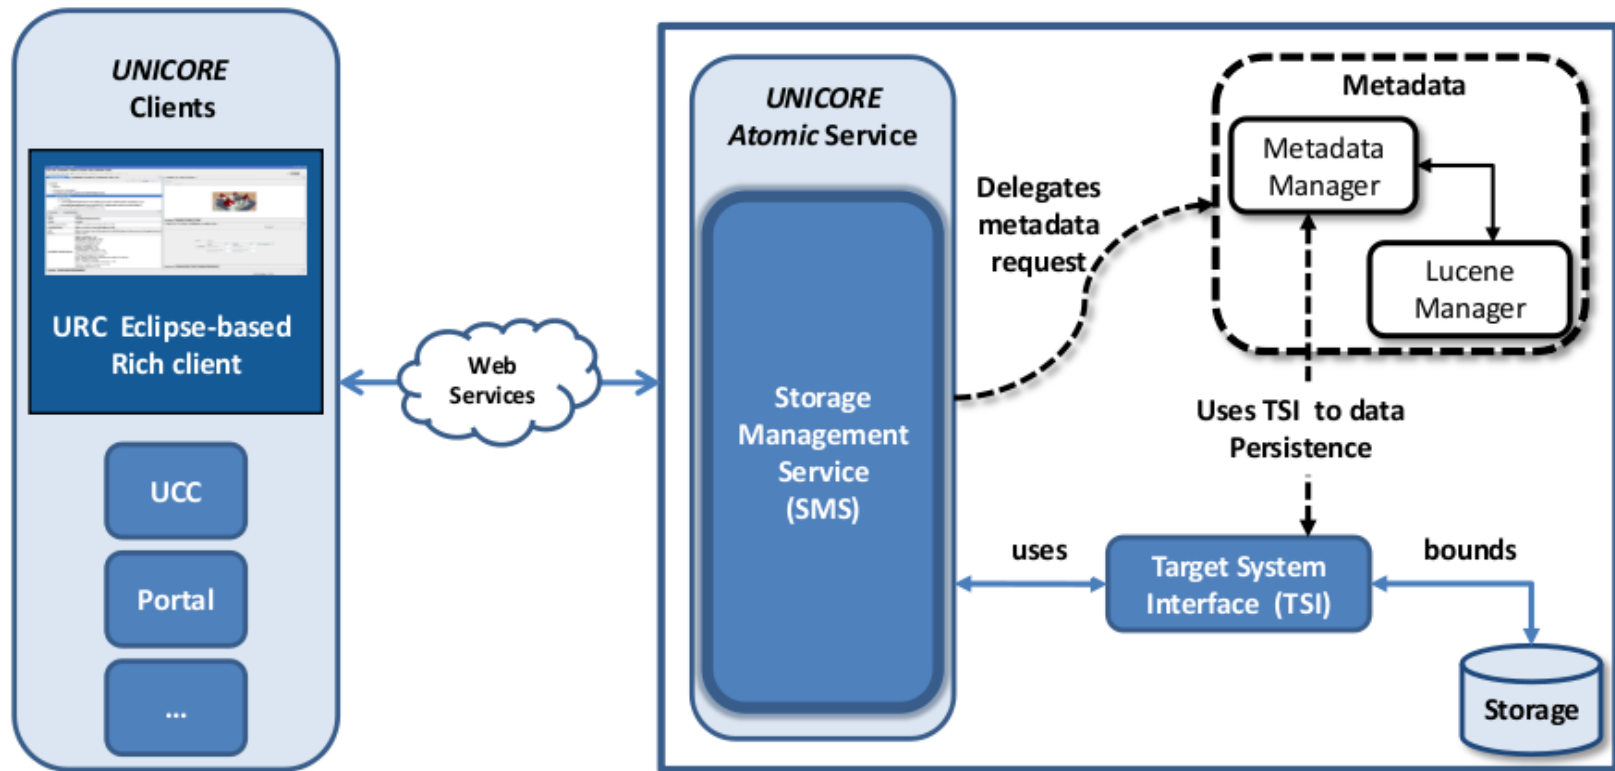 UNICORE
Clients
URC Eclipse-based
Rich client
UCC
Portal
...
Web
Services
UNICORE
Atomic Service
Storage
Management
Service
(SMS)
Delegates
metadata
request
Metadata
Metadata
Manager
Lucene
Manager
Uses TSI to data
Persistence
uses
Target System
Interface (TSI)
bounds
Storage